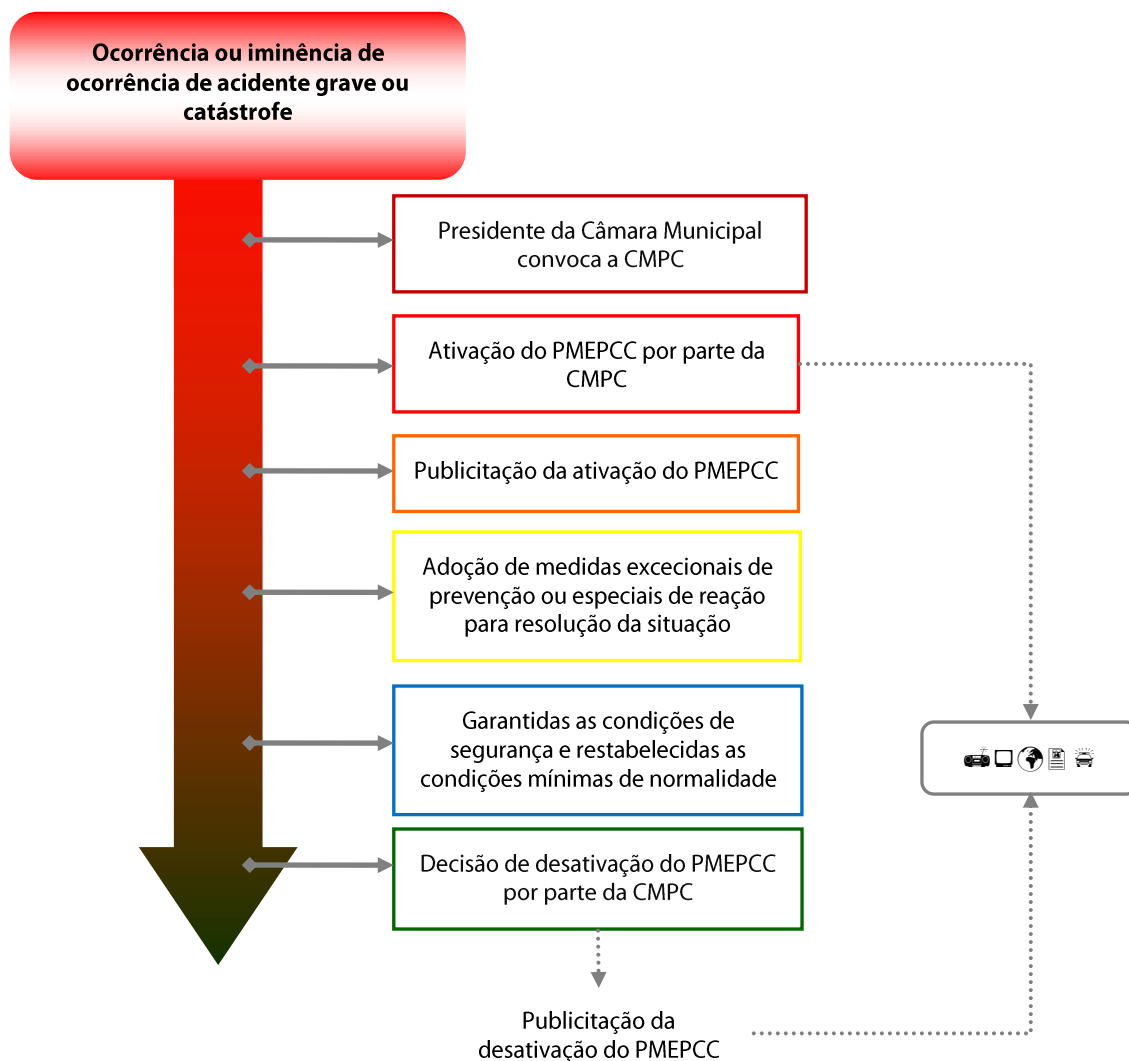 Ocorrência ou iminência de
ocorrência de acidente grave ou
catástrofe
Presidente da Câmara Municipal
convoca a CMPC
Ativação do PMEPCC por parte da
CMPC
Publicitação da ativação do PMEPCC
Adoção de medidas excecionais de
prevenção ou especiais de reação
para resolução da situação
Garantidas as condições de
segurança e restabelecidas as
condições mínimas de normalidade
Decisão de desativação do PMEPCC
por parte da CMPC
Publicitação da
desativação do PMEPCC